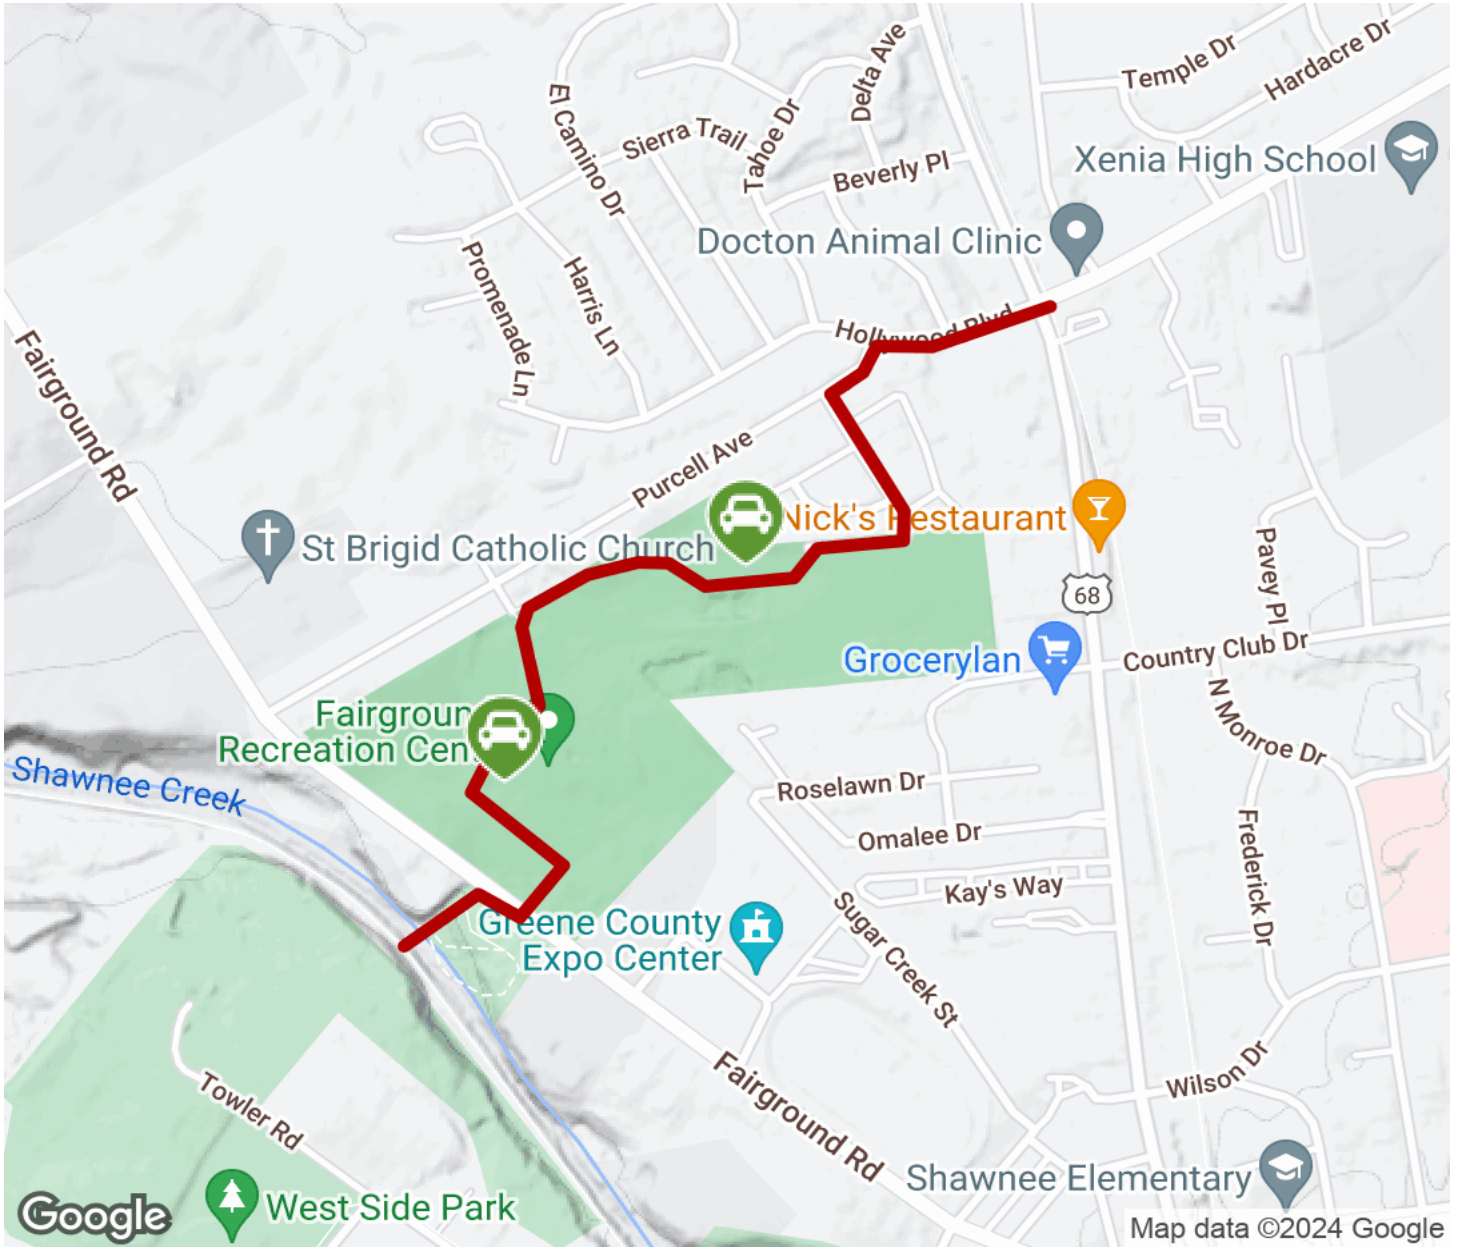 Temple Dr
Hardacre Dr
Delta Ave
El Camino Dr
Sierra Trail
Tahoe Dr
Beverly Pl
Xenia High School
Docton Animal Clinic
Promenade Ln
Harris Ln
Hollywood Blvd
Fairground Rd
Purcell Ave
Nick's Restaurant
St Brigid Catholic Church
68
Pavey Pl
Grocerylan
Country Club Dr
N Monroe Dr
Recreation Cen
Shawnee Creek
Roselawn Dr
Omalee Dr
Frederick Dr
Kay's Way
Sugar Creek St
Greene County
Expo Center
Fairground Rd
Wilson Dr
Towler Rd
Shawnee Elementary
West Side Park
Google
Map data ©2024 Google